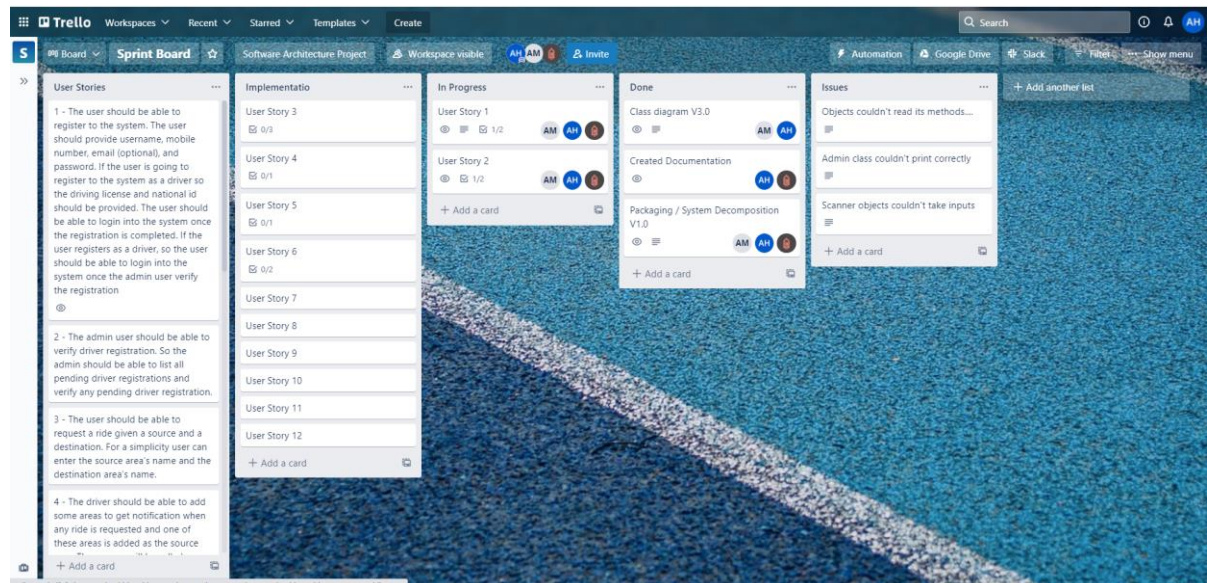 Trello Workspaces Recent Starred Templates Create Search AH
S Board Sprint Board Software Architecture Project Workspace visible AH AM Invite Automation Google Drive Slack Filter Show menu
User Stories
1 - The user should be able to
register to the system. The user
should provide username, mobile
number, email (optional), and
password. If the user is going to
register to the system as a driver so
the driving license and national id
should be provided. The user should
be able to login into the system once
the registration is completed. If the
user registers as a driver, so the user
should be able to login into the
system once the admin user verify
the registration
2 - The admin user should be able to
verify driver registration. So the
admin should be able to list all
pending driver registrations and
verify any pending driver registration.
3 - The user should be able to
request a ride given a source and a
destination. For a simplicity user can
enter the source area's name and the
destination area's name.
4 - The driver should be able to add
some areas to get notification when
any ride is requested and one of
these areas is added as the source
+ Add a card
Implementatio
User Story 3
0/3
User Story 4
0/1
User Story 5
0/1
User Story 6
0/2
User Story 7
User Story 8
User Story 9
User Story 10
User Story 11
User Story 12
+ Add a card
In Progress
User Story 1
1/2 AM AH
User Story 2
1/2 AM AH
+ Add a card
Done
Class diagram V3.0
AM AH
Created Documentation
AH
Packaging / System Decomposition
V1.0
AM AH
+ Add a card
Issues
Objects couldn't read its methods....
Admin class couldn't print correctly
Scanner objects couldn't take inputs
+ Add a card
+ Add another list